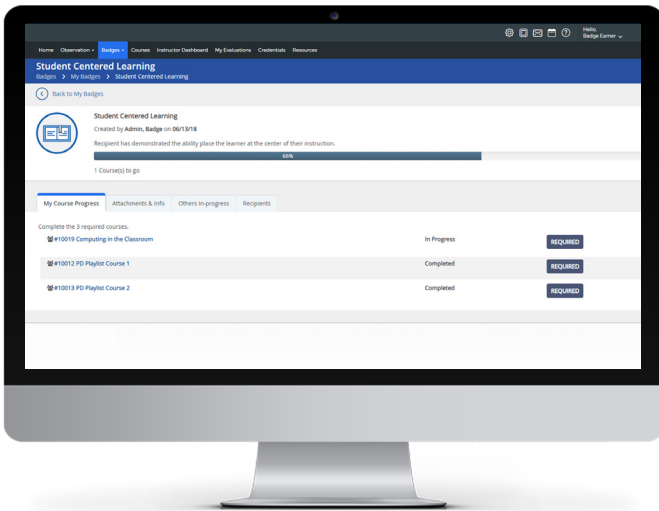 Hello,
Badge Earner
Home Observation Badges Courses Instructor Dashboard My Evaluations Credentials Resources
Student Centered Learning
Badges > My Badges > Student Centered Learning
Back to My Badges
Student Centered Learning
Created by Admin, Badge on 06/13/18
Recipient has demonstrated the ability place the learner at the center of their instruction.
66%
1 Course(s) to go
My Course Progress Attachments & Info Others In-progress Recipients
Complete the 3 required courses.
#10019 Computing in the Classroom In Progress REQUIRED
#10012 PD Playlist Course 1 Completed REQUIRED
#10013 PD Playlist Course 2 Completed REQUIRED